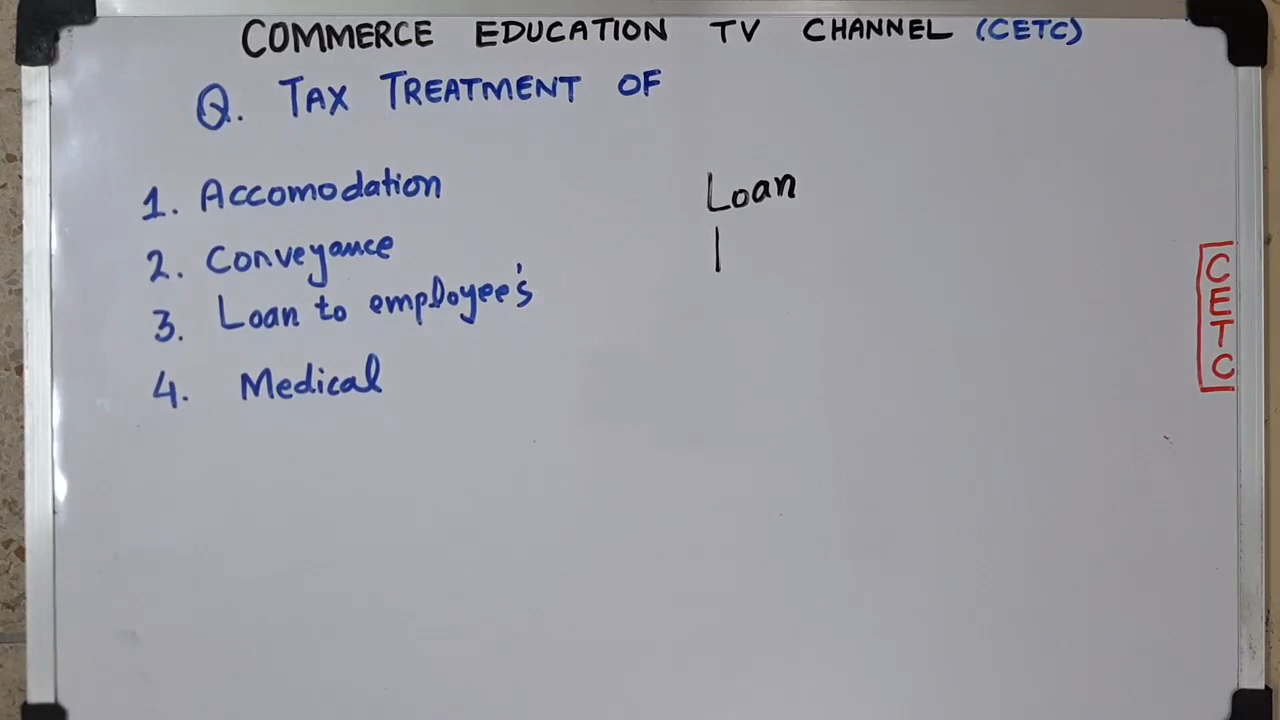 COMMERCE EDUCATION TV CHANNEL (CETC)
Q. TAX TREATMENT OF
1. Accomodation
2. Conveyance
3. Loan to employee's
4. Medical
Loan
CETC